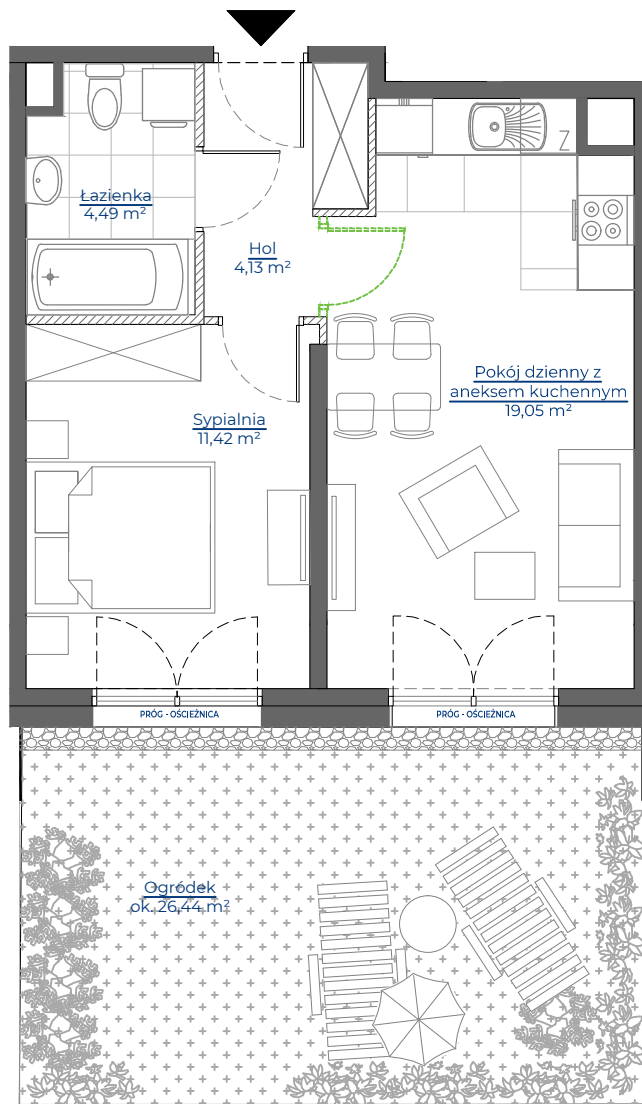 Łazienka
4,49 m²
Z
Hol
4,13 m²
Pokój dzienny z
aneksem kuchennym
19,05 m²
Sypialnia
11,42 m²
PRÓG - OŚCIEŻNICA
PRÓG - OŚCIEŻNICA
Ogródek
ok. 26,44 m²